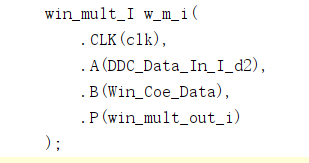 win_mult_I w_m_i(
.CLK(clk),
.A(DDC_Data_In_I_d2),
.B(Win_Coe_Data),
.P(win_mult_out_i)
);